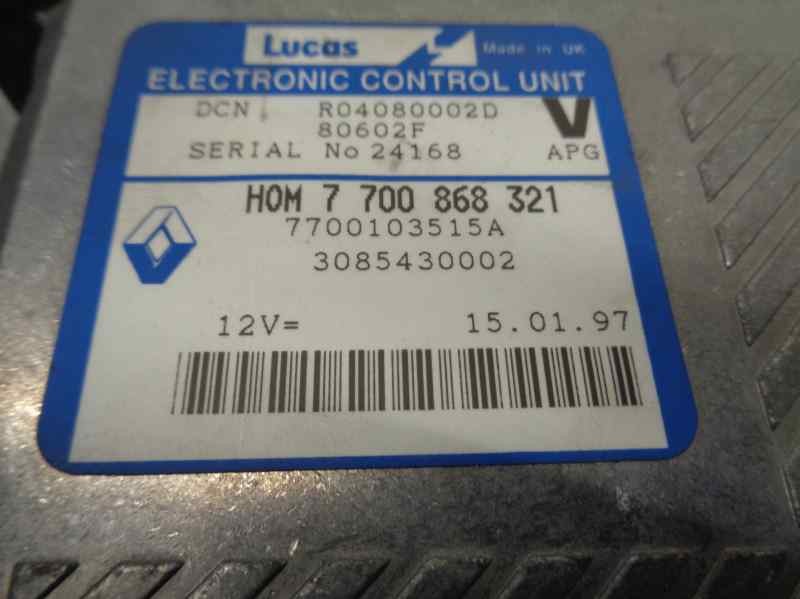 Lucas Made in UK
ELECTRONIC CONTROL UNIT
DCN R04080002D V
80602F
SERIAL No 24168 APG
HOM 7 700 868 321
7700103515A
3085430002
12V= 15.01.97